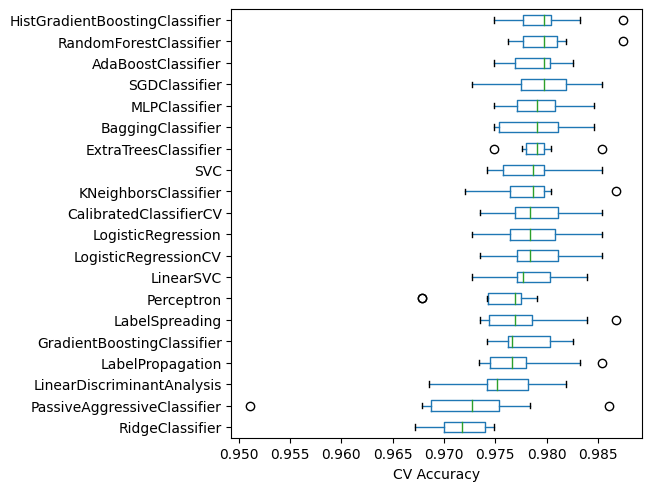 HistGradientBoostingClassifier
RandomForestClassifier
AdaBoostClassifier
SGDClassifier
MLPClassifier
BaggingClassifier
ExtraTreesClassifier
SVC
KNeighborsClassifier
CalibratedClassifierCV
LogisticRegression
LogisticRegressionCV
LinearSVC
Perceptron
LabelSpreading
GradientBoostingClassifier
LabelPropagation
LinearDiscriminantAnalysis
PassiveAggressiveClassifier
RidgeClassifier
0.950 0.955 0.960 0.965 0.970 0.975 0.980 0.985
CV Accuracy